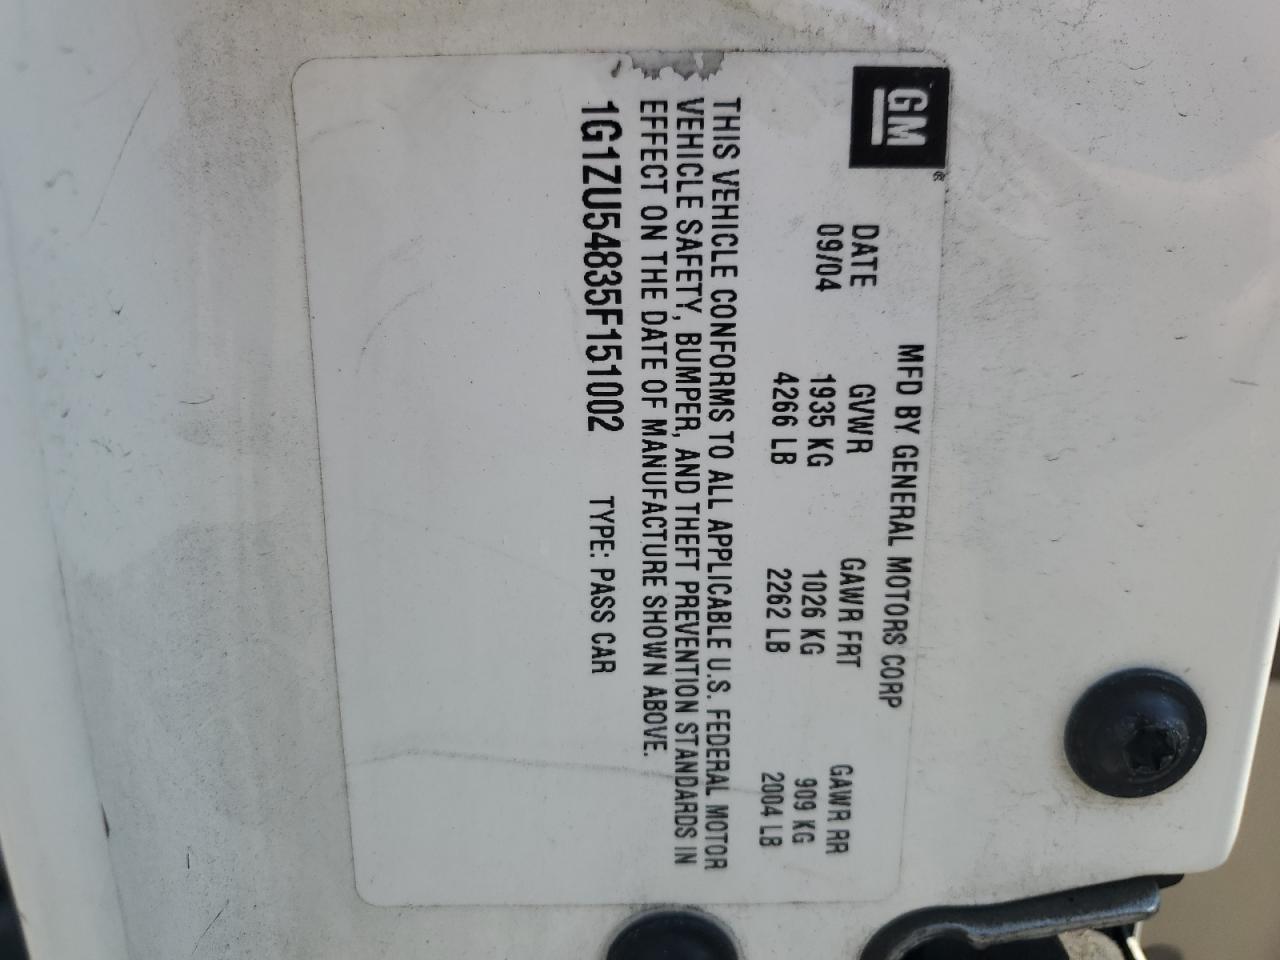 GM®
MFD BY GENERAL MOTORS CORP
DATE GVWR GAWR FRT GAWR RR
09/04 1935 KG 1026 KG 909 KG
4266 LB 2262 LB 2004 LB
THIS VEHICLE CONFORMS TO ALL APPLICABLE U.S. FEDERAL MOTOR
VEHICLE SAFETY, BUMPER, AND THEFT PREVENTION STANDARDS IN
EFFECT ON THE DATE OF MANUFACTURE SHOWN ABOVE.
1G1ZU54835F151002 TYPE: PASS CAR